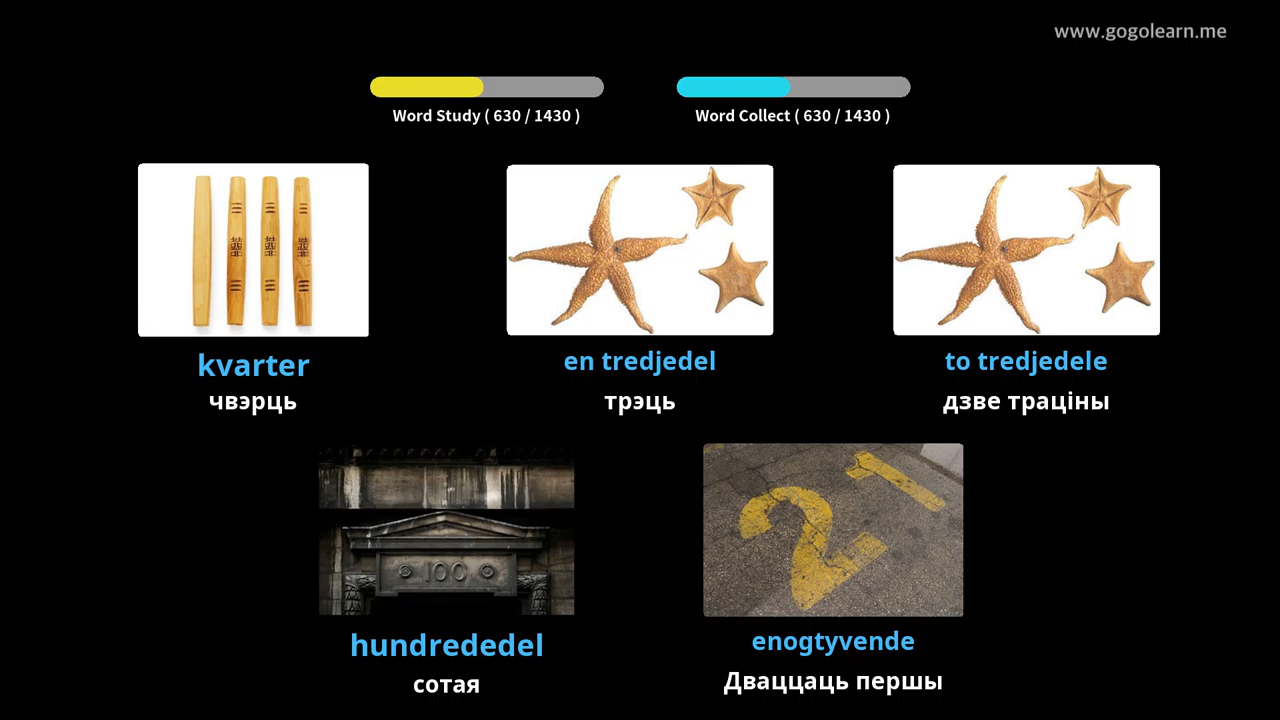 www.gogolearn.me
Word Study ( 630 / 1430 )
Word Collect ( 630 / 1430 )
kvarter
чвэрць
en tredjedel
трэць
to tredjedele
дзве траціны
100
21
hundrededel
сотая
enogtyvende
Дваццаць першы